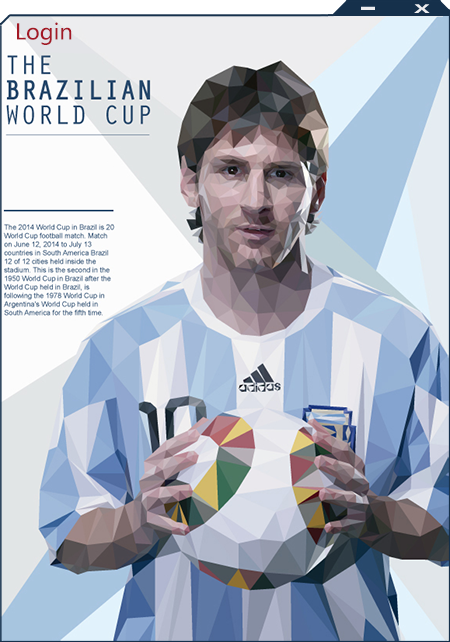 Login
THE
BRAZILIAN
WORLD CUP
The 2014 World Cup in Brazil is 20
World Cup football match. Match
on June 12, 2014 to July 13
countries in South America Brazil
12 of 12 cities held inside the
stadium. This is the second in the
1950 World Cup in Brazil after the
World Cup held in Brazil, is
following the 1978 World Cup in
Argentina's World Cup held in
South America for the fifth time.
adidas
10